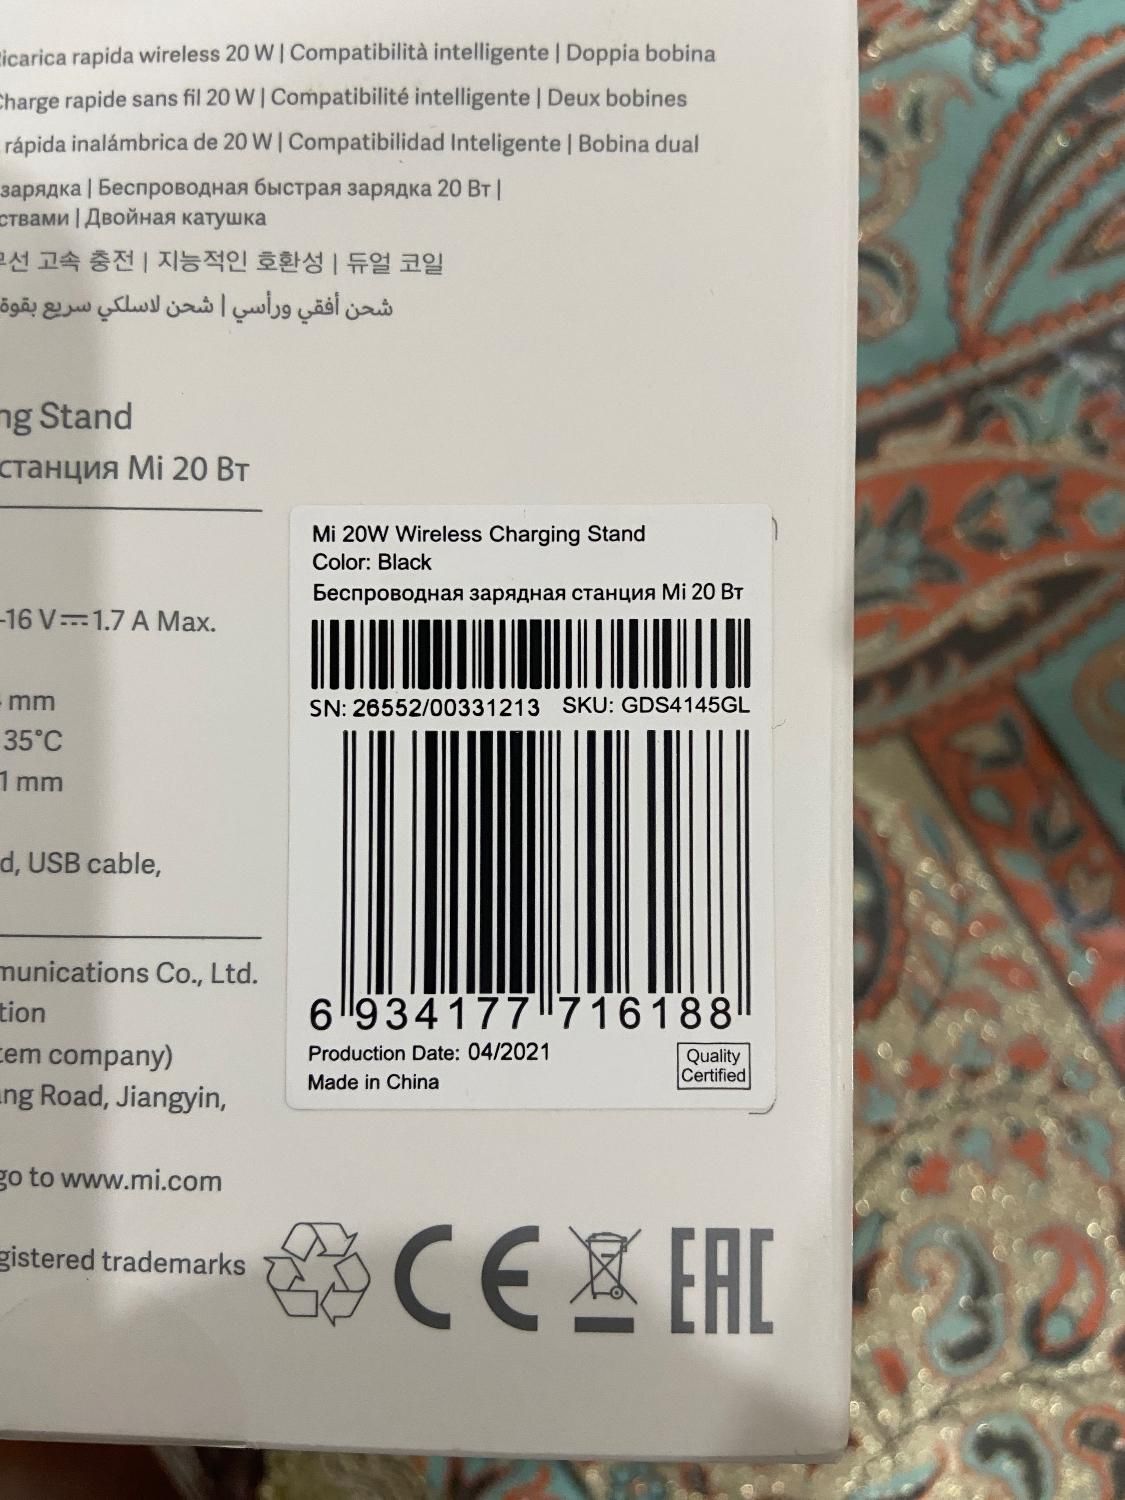 icarica rapida wireless 20 W | Compatibilità intelligente | Doppia bobina
Charge rapide sans fil 20 W | Compatibilité intelligente | Deux bobines
rápida inalámbrica de 20 W | Compatibilidad Inteligente | Bobina dual
зарядка | Беспроводная быстрая зарядка 20 Вт |
ствами | Двойная катушка
무선 고속 충전 | 지능적인 호환성 | 듀얼 코일
شحن أفقي ورأسي | شحن لاسلكي سريع بقوة
ng Stand
станция Mi 20 Вт
-16 V⎓1.7 A Max.
mm
35°C
1 mm
d, USB cable,
munications Co., Ltd.
tion
tem company)
ng Road, Jiangyin,
go to www.mi.com
gistered trademarks
Mi 20W Wireless Charging Stand
Color: Black
Беспроводная зарядная станция Mi 20 Вт
SN: 26552/00331213 SKU: GDS4145GL
6 934177 716188
Production Date: 04/2021
Made in China
Quality
Certified
CE EAC